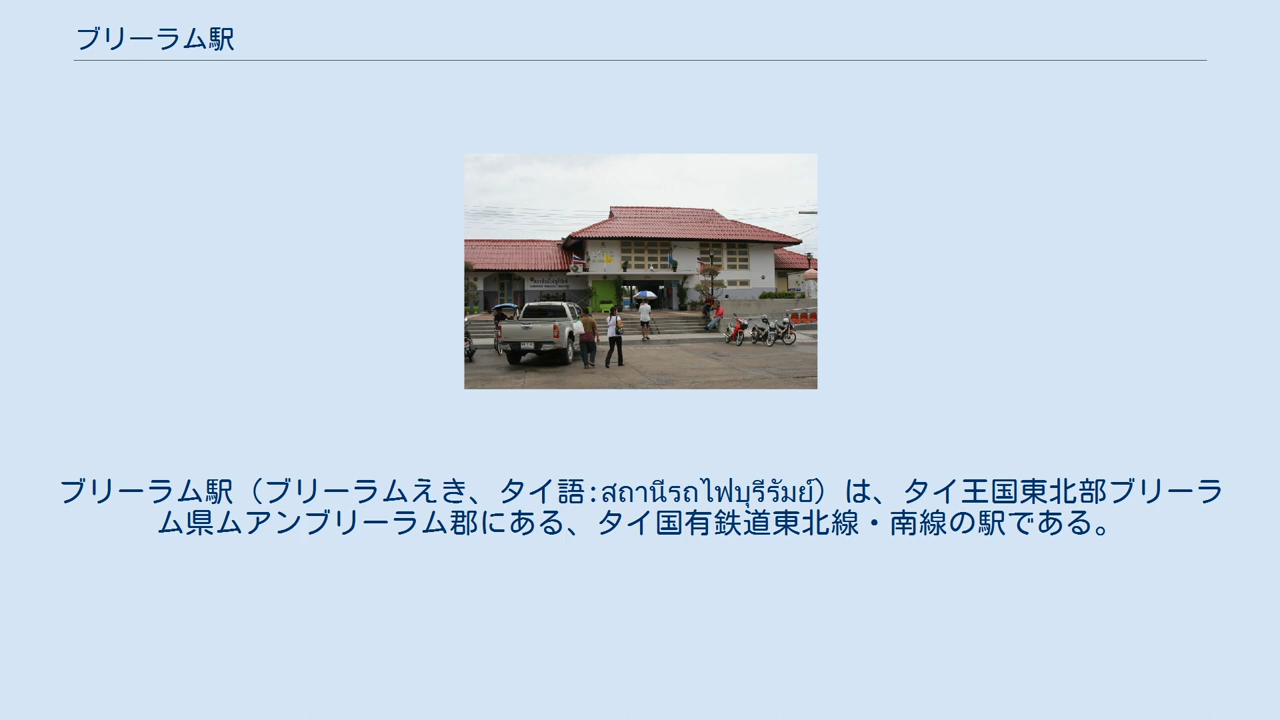 ブリーラム駅
ブリーラム駅（ブリーラムえき、タイ語:สถานีรถไฟบุรีรัมย์）は、タイ王国東北部ブリーラ
ム県ムアンブリーラム郡にある、タイ国有鉄道東北線・南線の駅である。